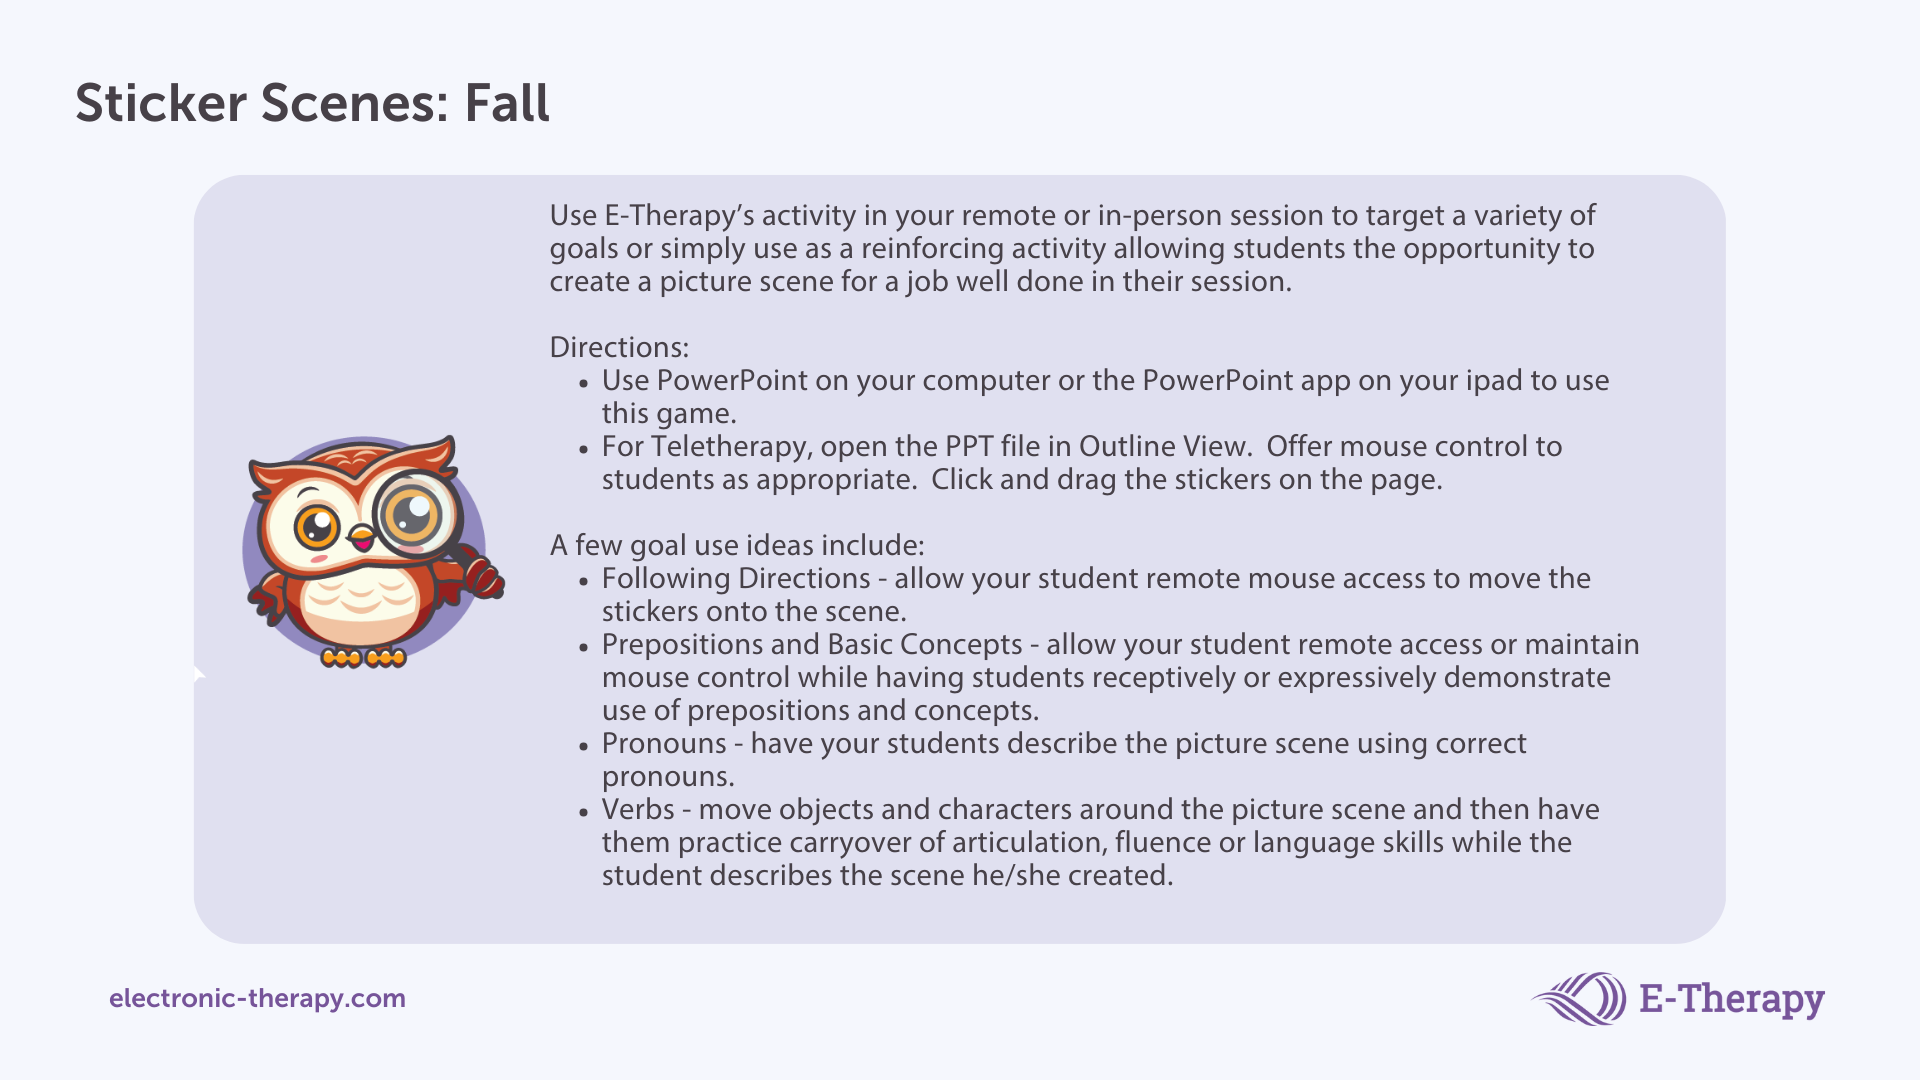 Sticker Scenes: Fall
Use E-Therapy’s activity in your remote or in-person session to target a variety of
goals or simply use as a reinforcing activity allowing students the opportunity to
create a picture scene for a job well done in their session.
Directions:
• Use PowerPoint on your computer or the PowerPoint app on your ipad to use
this game.
• For Teletherapy, open the PPT file in Outline View.  Offer mouse control to
students as appropriate.  Click and drag the stickers on the page.
A few goal use ideas include:
• Following Directions - allow your student remote mouse access to move the
stickers onto the scene.
• Prepositions and Basic Concepts - allow your student remote access or maintain
mouse control while having students receptively or expressively demonstrate
use of prepositions and concepts.
• Pronouns - have your students describe the picture scene using correct
pronouns.
• Verbs - move objects and characters around the picture scene and then have
them practice carryover of articulation, fluence or language skills while the
student describes the scene he/she created.
electronic-therapy.com
E-Therapy